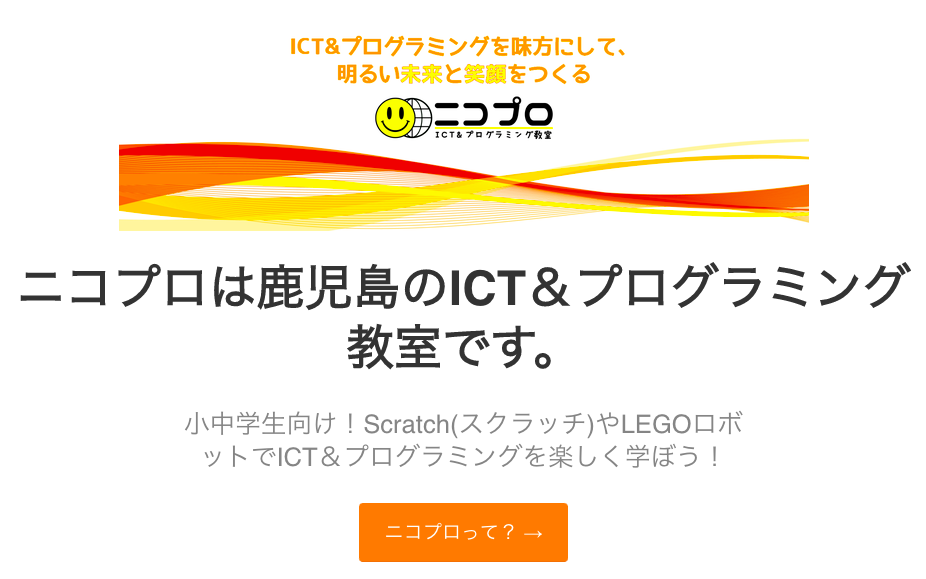 ICT&プログラミングを味方にして、
明るい未来と笑顔をつくる
ニコプロ
ICT&プログラミング教室
ニコプロは鹿児島のICT＆プログラミング
教室です。
小中学生向け！Scratch(スクラッチ)やLEGOロボ
ットでICT＆プログラミングを楽しく学ぼう！
ニコプロって？ →